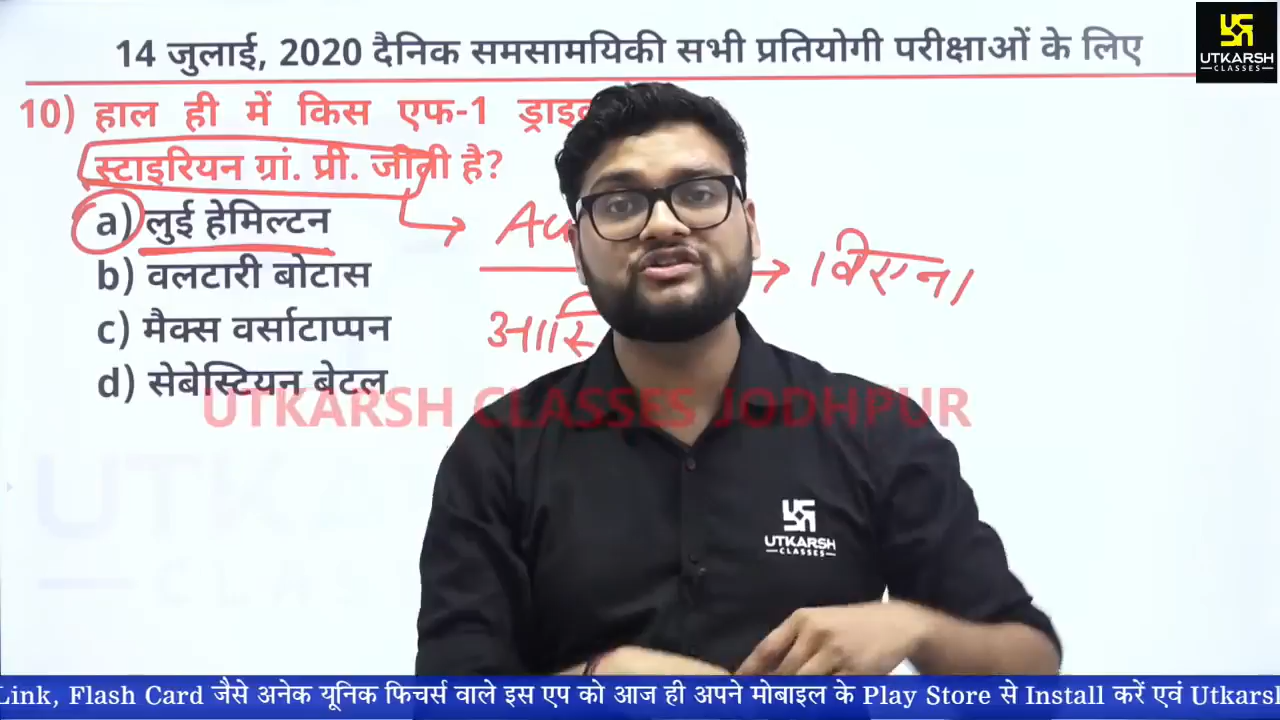 14 जुलाई, 2020 दैनिक समसामयिकी सभी प्रतियोगी परीक्षाओं के लिए
UTKARSH
CLASSES
10) हाल ही में किस एफ-1
स्टाइरियन ग्रां. प्री. जीती है?
a) लुई हेमिल्टन
b) वलटारी बोटास
c) मैक्स वर्साटाप्पन
d) सेबेस्टियन बेटल
विएना
UTKARSH CLASSES JODHPUR
UTKARSH
CLASSES
Link, Flash Card जैसे अनेक यूनिक फिचर्स वाले इस एप को आज ही अपने मोबाइल के Play Store से Install करें एवं Utkarsh